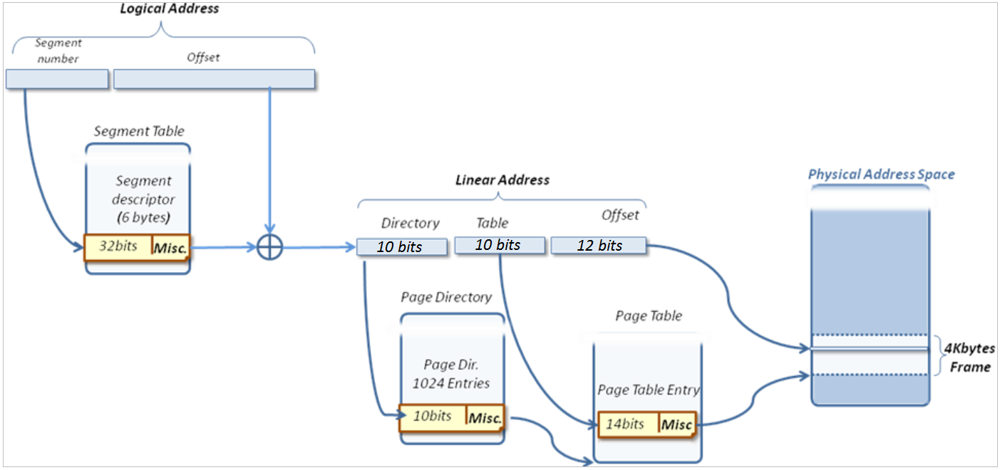 Logical Address
Segment
number
Offset
Segment Table
Segment
descriptor
(6 bytes)
32bits
Misc.
Linear Address
Directory
Table
Offset
10 bits
10 bits
12 bits
Physical Address Space
Page Directory
Page Dir.
1024 Entries
10bits
Misc.
Page Table
Page Table Entry
14bits
Misc
4Kbytes
Frame